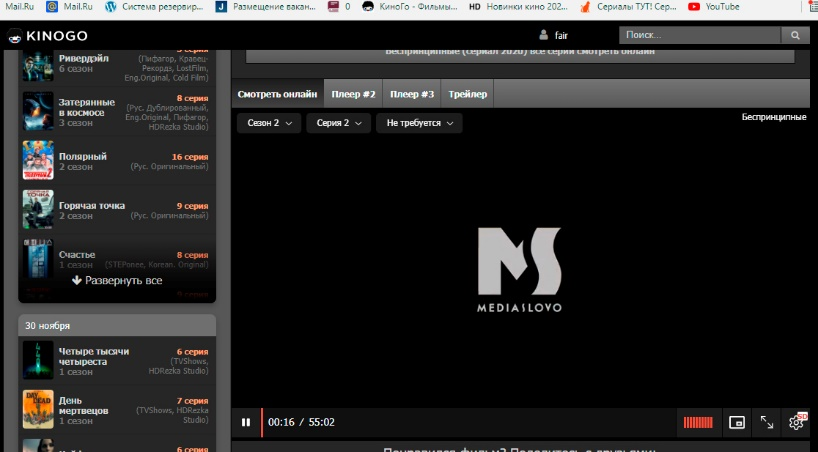 Mail.Ru
Mail.Ru
Система резервир...
Размещение вакан...
0
КиноГо - Фильмы...
HD Новинки кино 202...
Сериалы ТУТ! Сер...
YouTube
KINOGO
fair
Поиск...
Ривердэйл
6 сезон
(Пифагор, Кравец-
Рекордз, LostFilm,
Eng.Original, Cold Film)
Затерянные
в космосе
3 сезон
8 серия
(Рус. Дублированный,
Eng.Original, Пифагор,
HDRezka Studio)
Полярный
2 сезон
16 серия
(Рус. Оригинальный)
Горячая точка
2 сезон
9 серия
(Рус. Оригинальный)
Счастье
1 сезон
8 серия
(STEPonee, Korean. Original)
Развернуть все
30 ноября
Четыре тысячи
четыреста
1 сезон
6 серия
(TVShows,
HDRezka Studio)
День
мертвецов
1 сезон
7 серия
(TVShows, HDRezka
Studio)
6 серия
Беспринципные (сериал 2020) все серии смотреть онлайн
Смотреть онлайн
Плеер #2
Плеер #3
Трейлер
Сезон 2
Серия 2
Не требуется
Беспринципные
MS
MEDIASLOVO
00:16 / 55:02
SD
Понравился фильм? Поделитесь с друзьями: